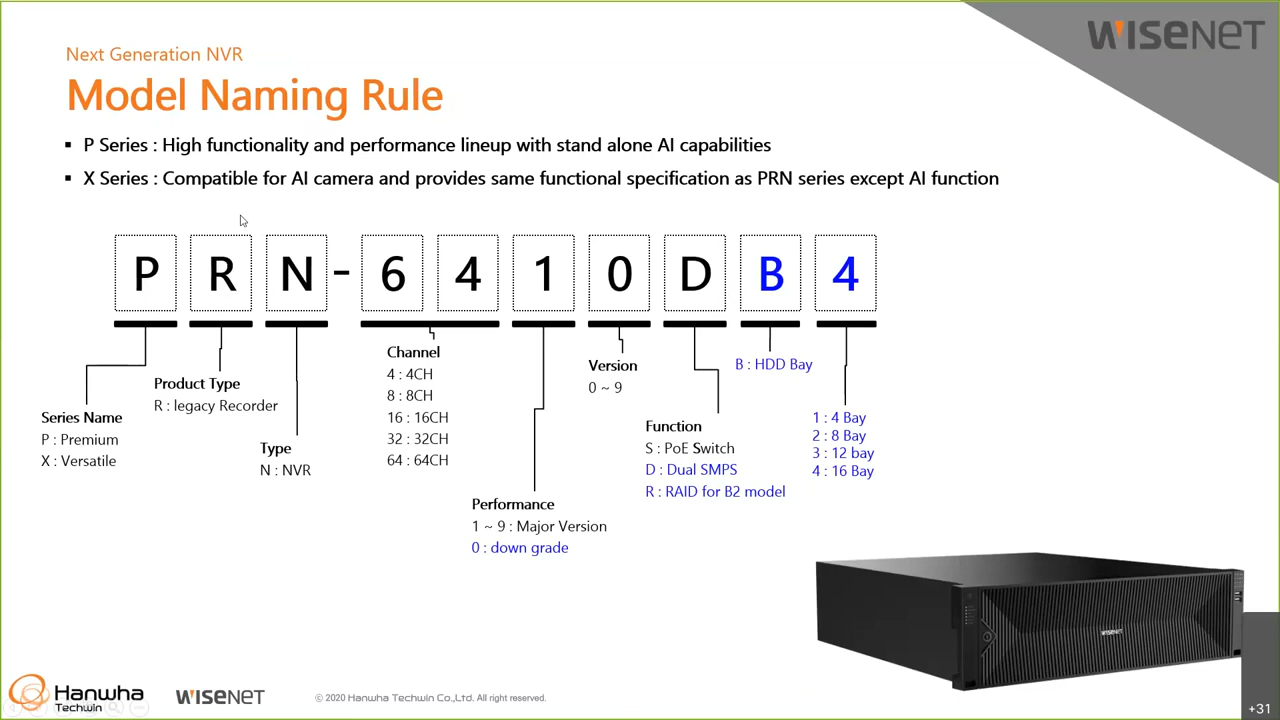 WISENET
Next Generation NVR
Model Naming Rule
▪ P Series : High functionality and performance lineup with stand alone AI capabilities
▪ X Series : Compatible for AI camera and provides same functional specification as PRN series except AI function
P R N - 6 4 1 0 D B 4
Series Name
P : Premium
X : Versatile
Product Type
R : legacy Recorder
Type
N : NVR
Channel
4 : 4CH
8 : 8CH
16 : 16CH
32 : 32CH
64 : 64CH
Performance
1 ~ 9 : Major Version
0 : down grade
Version
0 ~ 9
Function
S : PoE Switch
D : Dual SMPS
R : RAID for B2 model
B : HDD Bay
1 : 4 Bay
2 : 8 Bay
3 : 12 bay
4 : 16 Bay
WISENET
Hanwha
Techwin
WISENET
© 2020 Hanwha Techwin Co.,Ltd. All right reserved.
+31